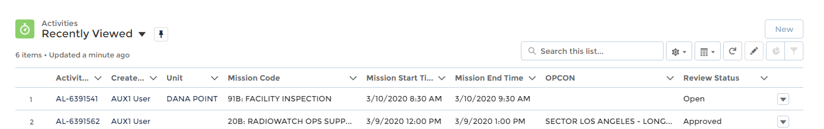 Activities
Recently Viewed
New
6 items • Updated a minute ago
Search this list...
Activit... Create... Unit Mission Code Mission Start Ti... Mission End Time OPCON Review Status
1 AL-6391541 AUX1 User DANA POINT 91B: FACILITY INSPECTION 3/10/2020 8:30 AM 3/10/2020 9:30 AM Open
2 AL-6391562 AUX1 User 20B: RADIOWATCH OPS SUPP... 3/9/2020 12:00 PM 3/9/2020 1:00 PM SECTOR LOS ANGELES - LONG... Approved